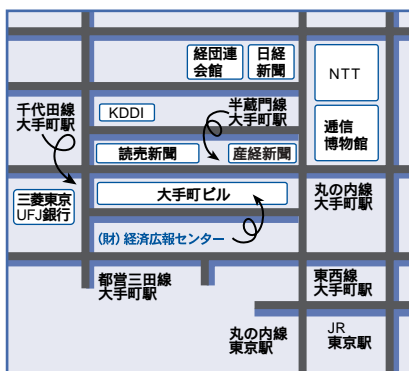 経団連
会館
日経
新聞
NTT
千代田線
大手町駅
KDDI
半蔵門線
大手町駅
逓信
博物館
読売新聞
産経新聞
三菱東京
UFJ銀行
大手町ビル
丸の内線
大手町駅
(財)経済広報センター
都営三田線
大手町駅
東西線
大手町駅
丸の内線
東京駅
JR
東京駅